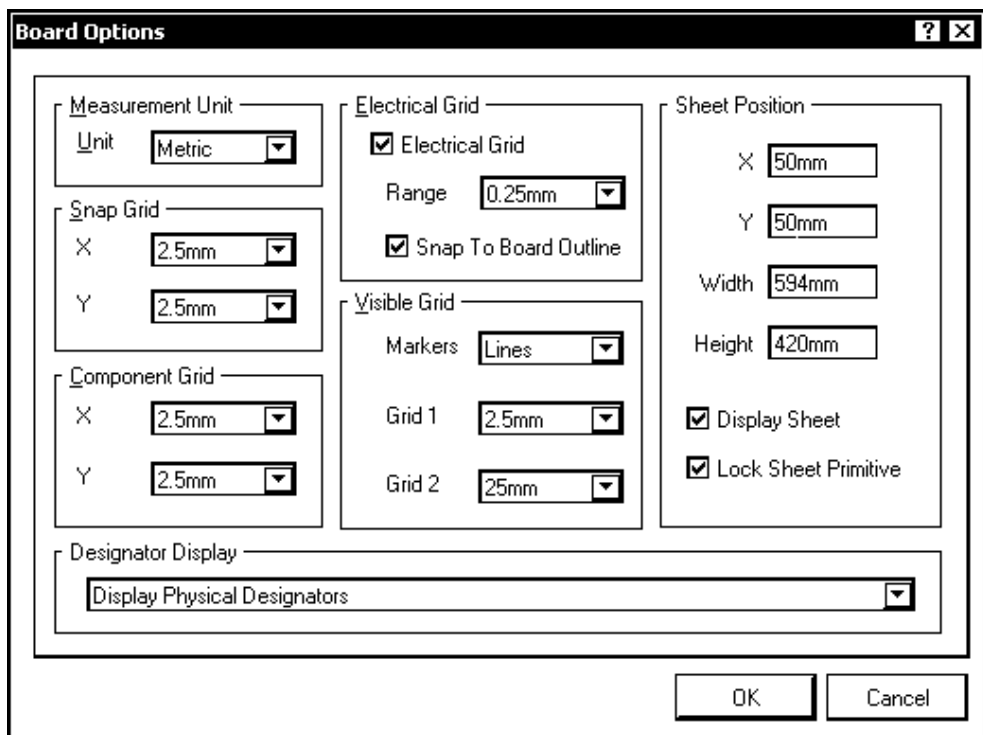 Board Options
Measurement Unit
Unit Metric
Snap Grid
X 2.5mm
Y 2.5mm
Component Grid
X 2.5mm
Y 2.5mm
Electrical Grid
Electrical Grid
Range 0.25mm
Snap To Board Outline
Visible Grid
Markers Lines
Grid 1 2.5mm
Grid 2 25mm
Sheet Position
X 50mm
Y 50mm
Width 594mm
Height 420mm
Display Sheet
Lock Sheet Primitive
Designator Display
Display Physical Designators
OK Cancel